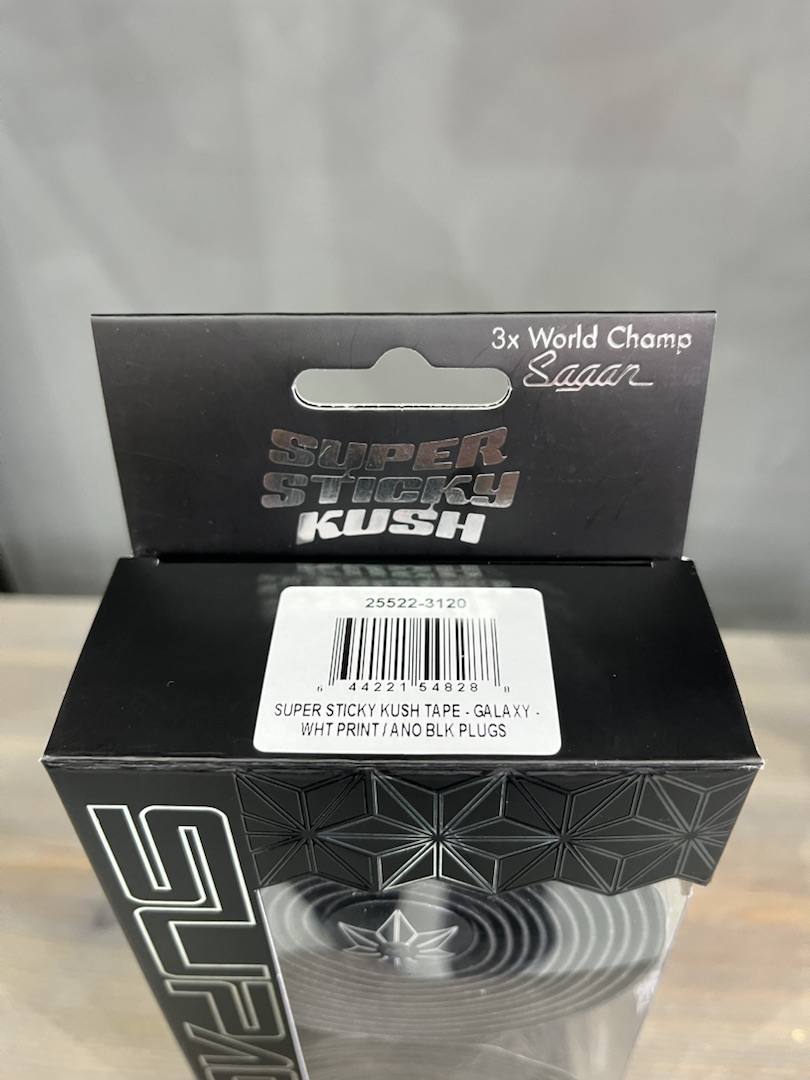 3x World Champ
Sagan
SUPER
STICKY
KUSH
25522-3120
6 44221 54828 8
SUPER STICKY KUSH TAPE - GALAXY -
WHT PRINT / ANO BLK PLUGS